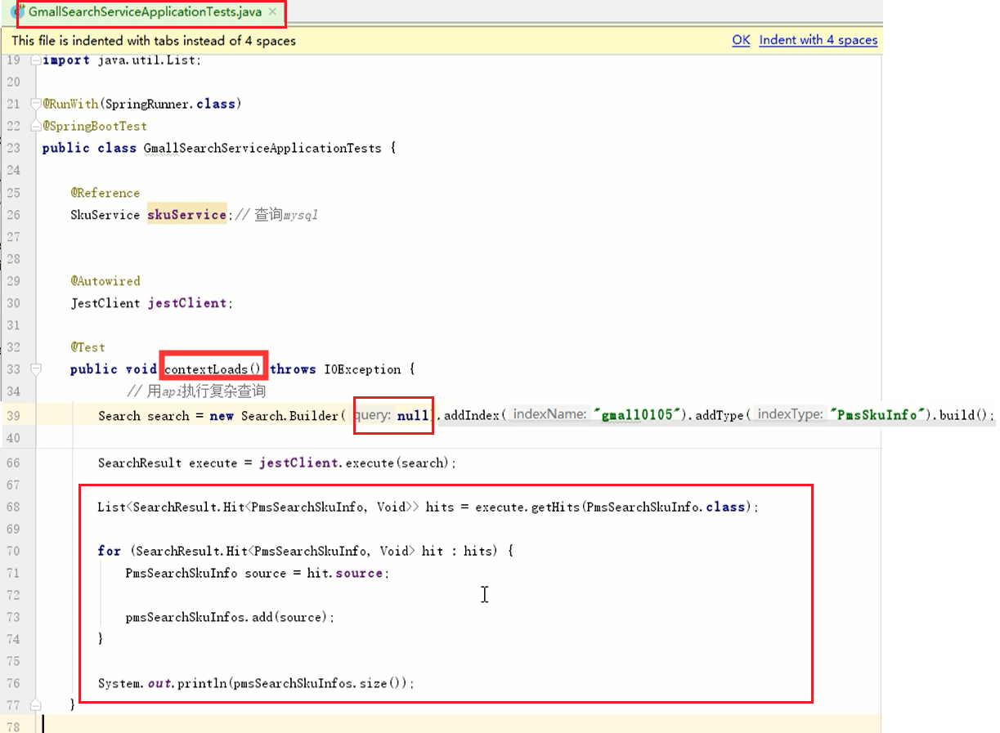 GmallSearchServiceApplicationTests.java ×
This file is indented with tabs instead of 4 spaces OK Indent with 4 spaces
19 import java.util.List;
20
21 @RunWith(SpringRunner.class)
22 @SpringBootTest
23 public class GmallSearchServiceApplicationTests {
24
25 @Reference
26 SkuService skuService;// 查询mysql
27
28
29 @Autowired
30 JestClient jestClient;
31
32 @Test
33 public void contextLoads() throws IOException {
34 // 用api执行复杂查询
39 Search search = new Search.Builder( query: null).addIndex( indexName: "gmall0105").addType( indexType: "PmsSkuInfo").build();
40
66 SearchResult execute = jestClient.execute(search);
67
68 List<SearchResult.Hit<PmsSearchSkuInfo, Void>> hits = execute.getHits(PmsSearchSkuInfo.class);
69
70 for (SearchResult.Hit<PmsSearchSkuInfo, Void> hit : hits) {
71 PmsSearchSkuInfo source = hit.source;
72
73 pmsSearchSkuInfos.add(source);
74 }
75
76 System.out.println(pmsSearchSkuInfos.size());
77 }
78